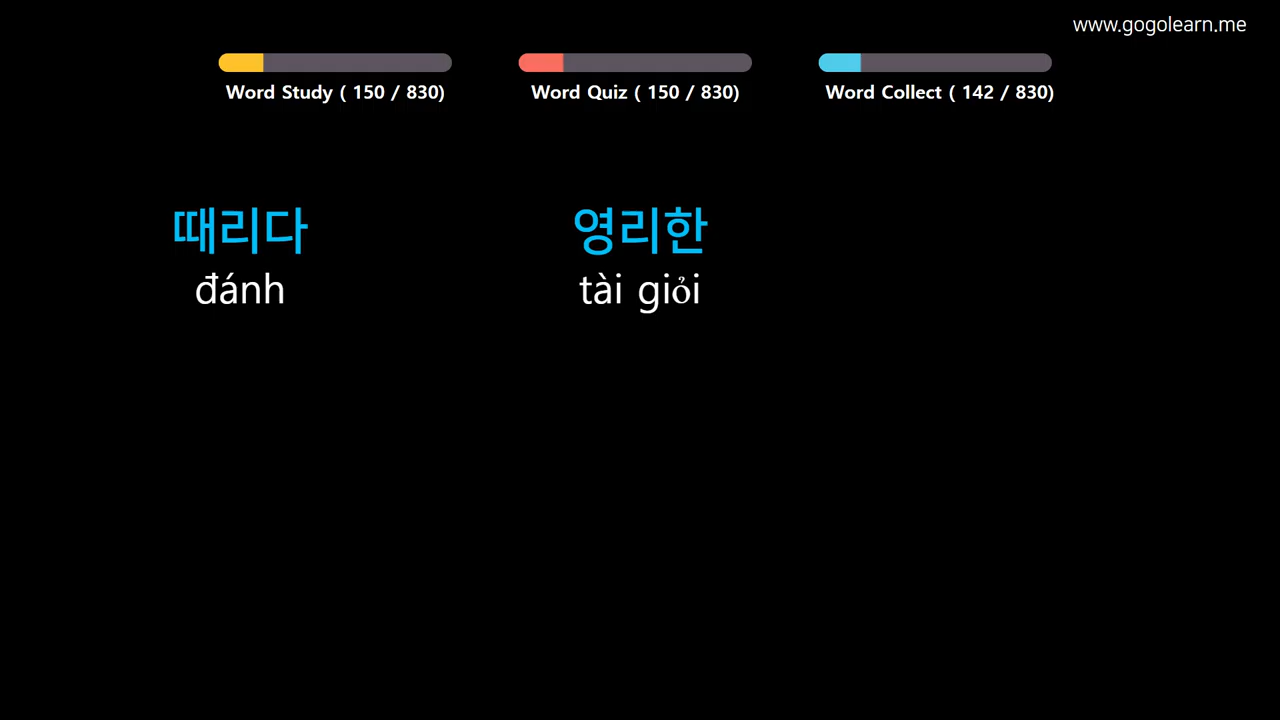 www.gogolearn.me
Word Study ( 150 / 830)
Word Quiz ( 150 / 830)
Word Collect ( 142 / 830)
때리다
đánh
영리한
tài giỏi